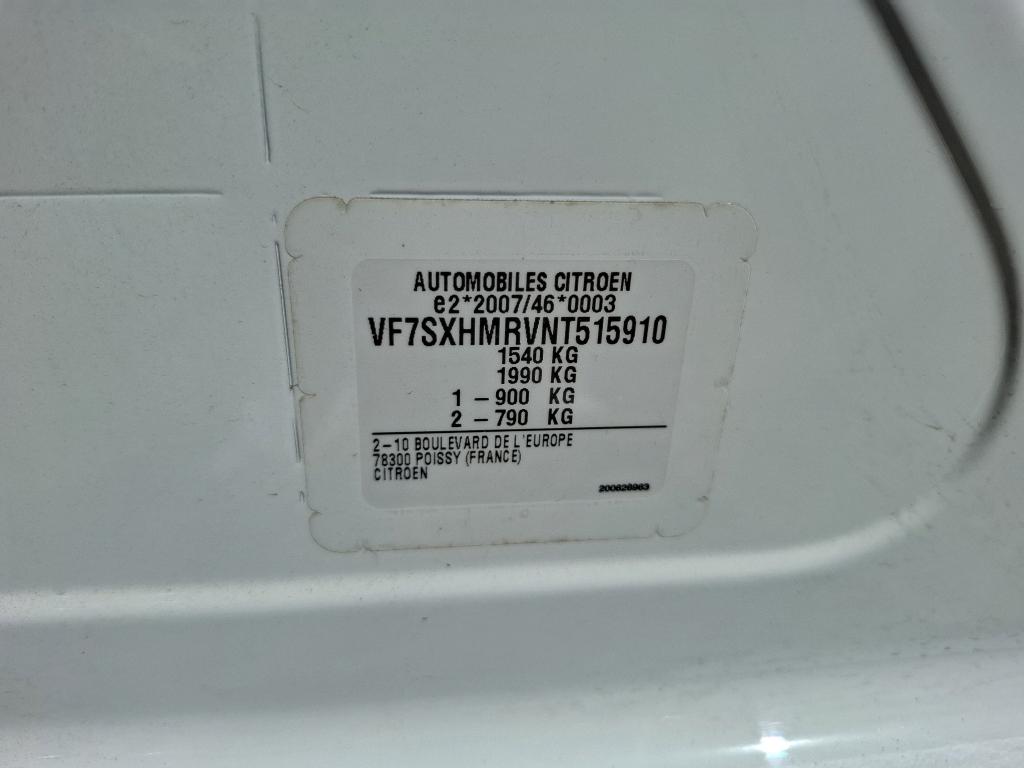 AUTOMOBILES CITROEN
e2*2007/46*0003
VF7SXHMRVNT515910
1540 KG
1990 KG
1 – 900 KG
2 – 790 KG
2–10 BOULEVARD DE L'EUROPE
78300 POISSY (FRANCE)
CITROEN
200628963